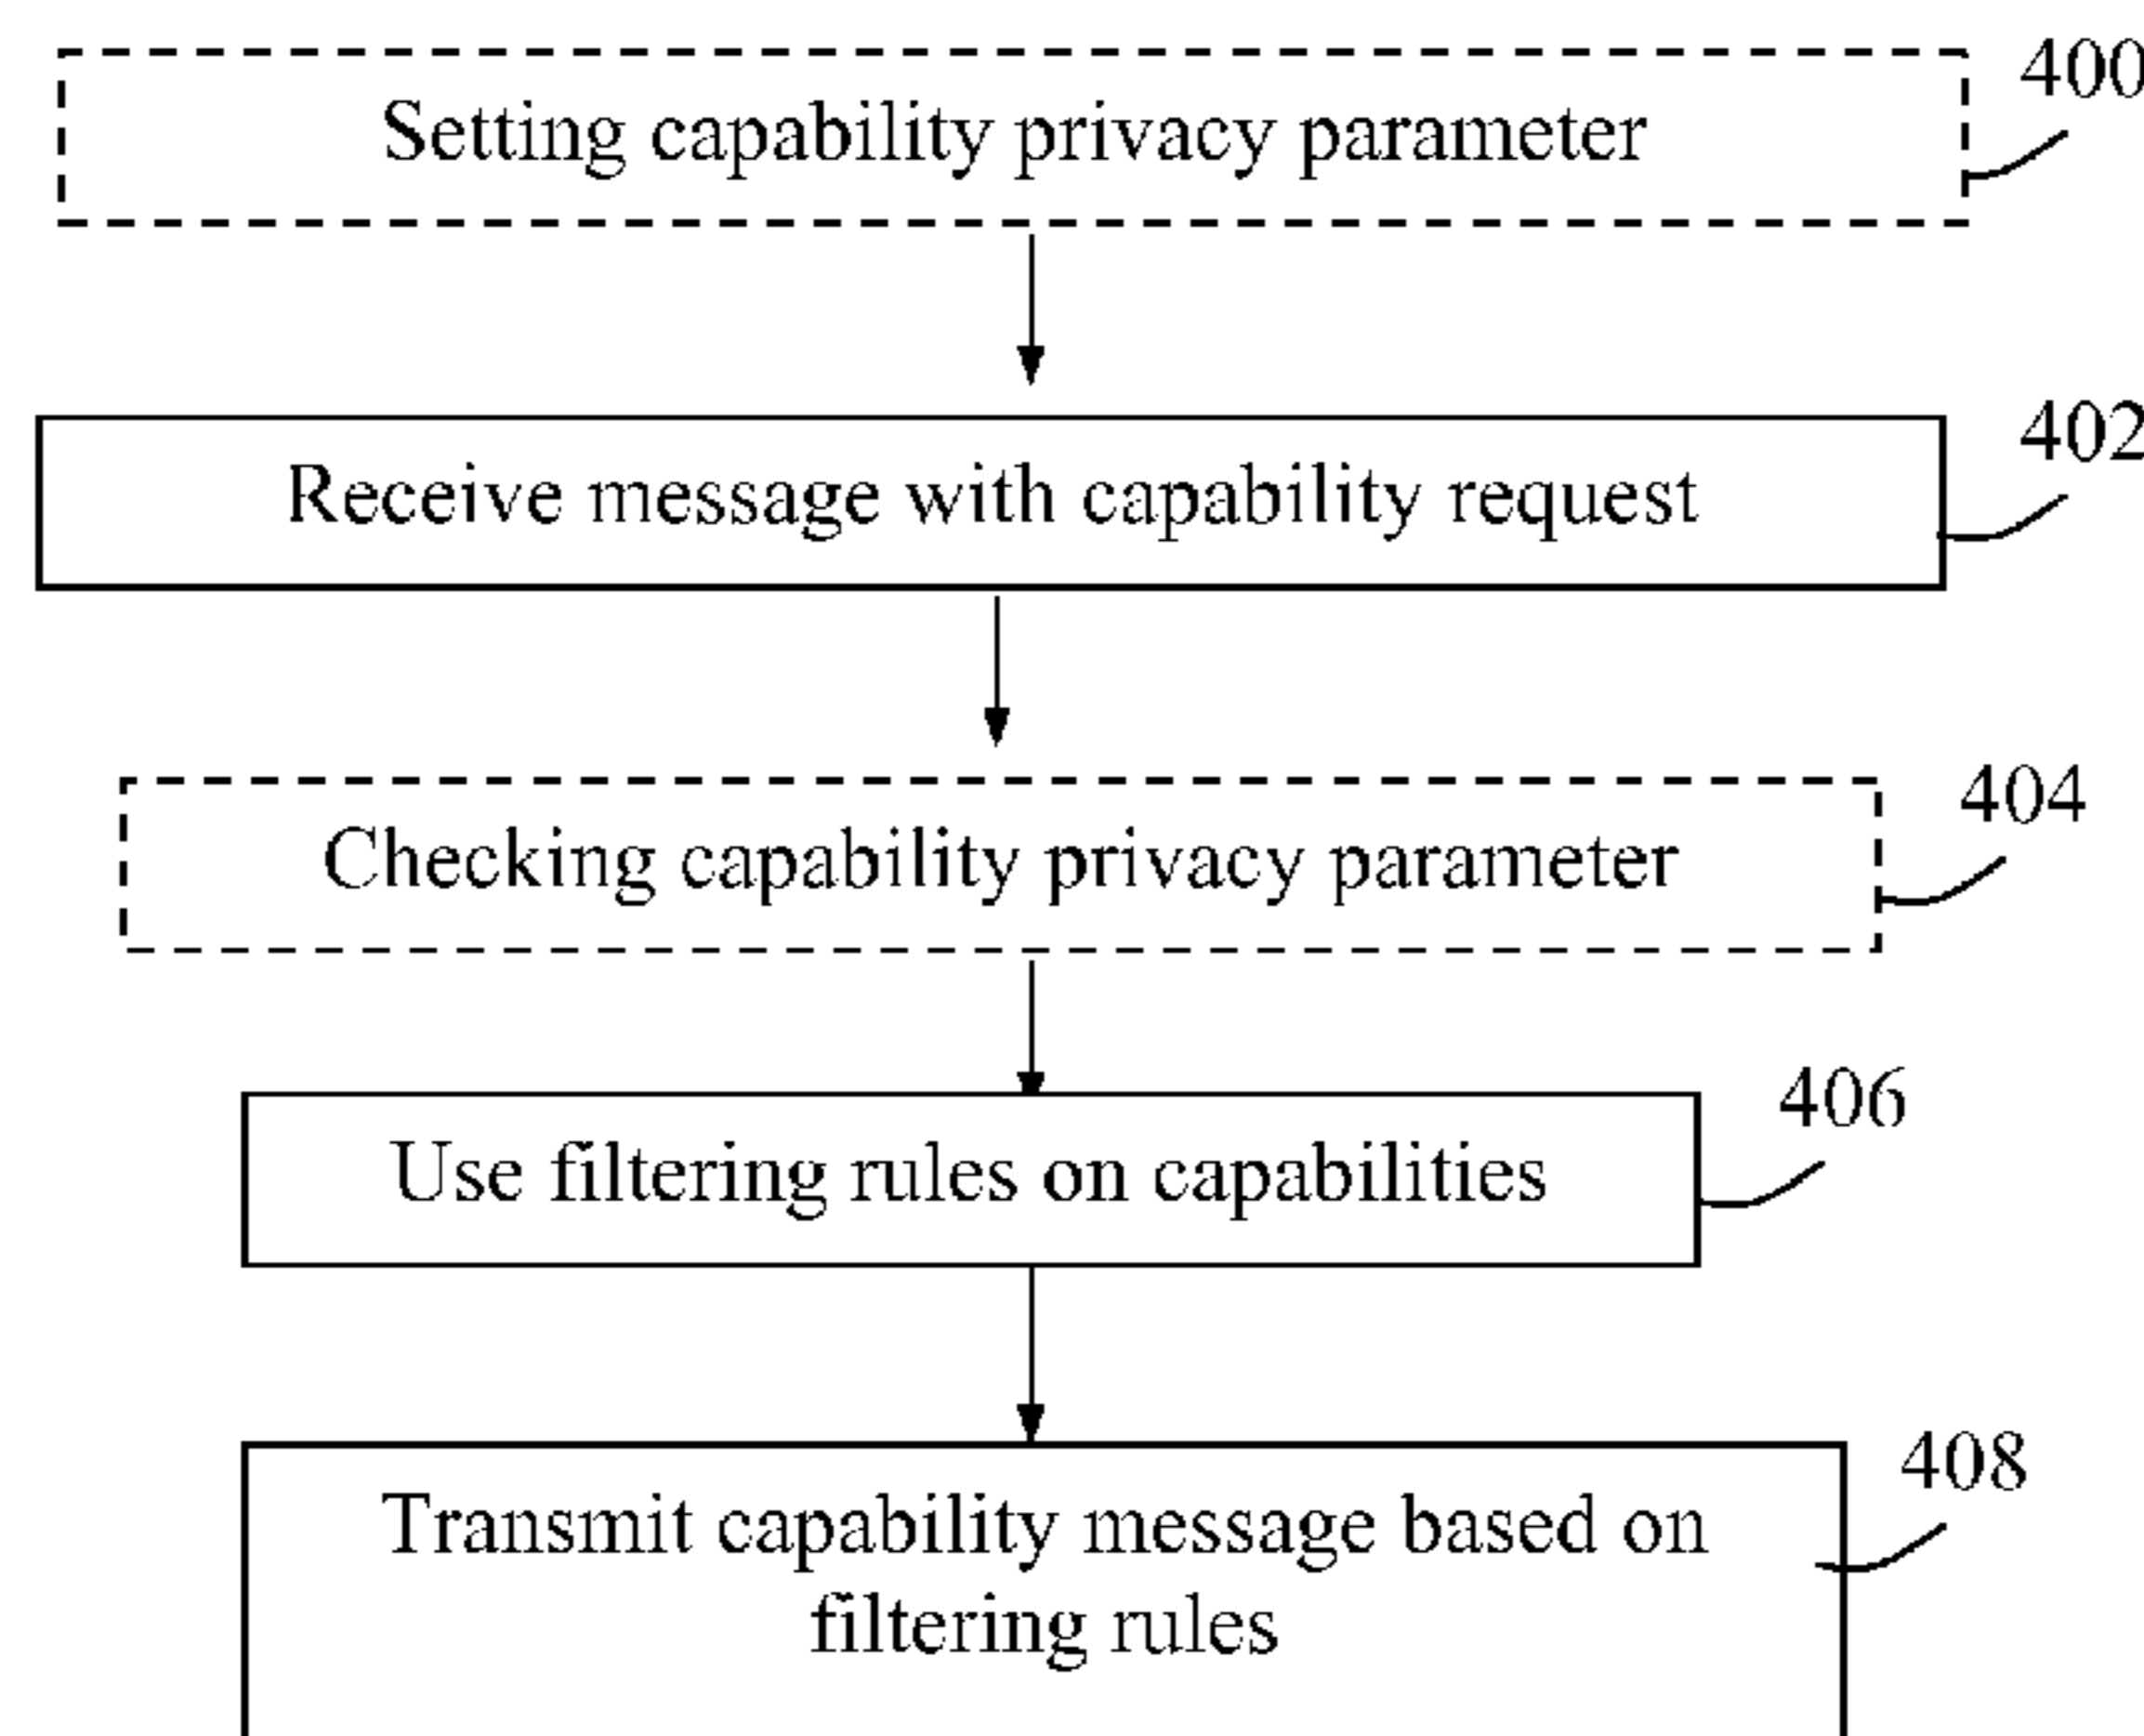 400
Setting capability privacy parameter
402
Receive message with capability request
404
Checking capability privacy parameter
406
Use filtering rules on capabilities
408
Transmit capability message based on
filtering rules